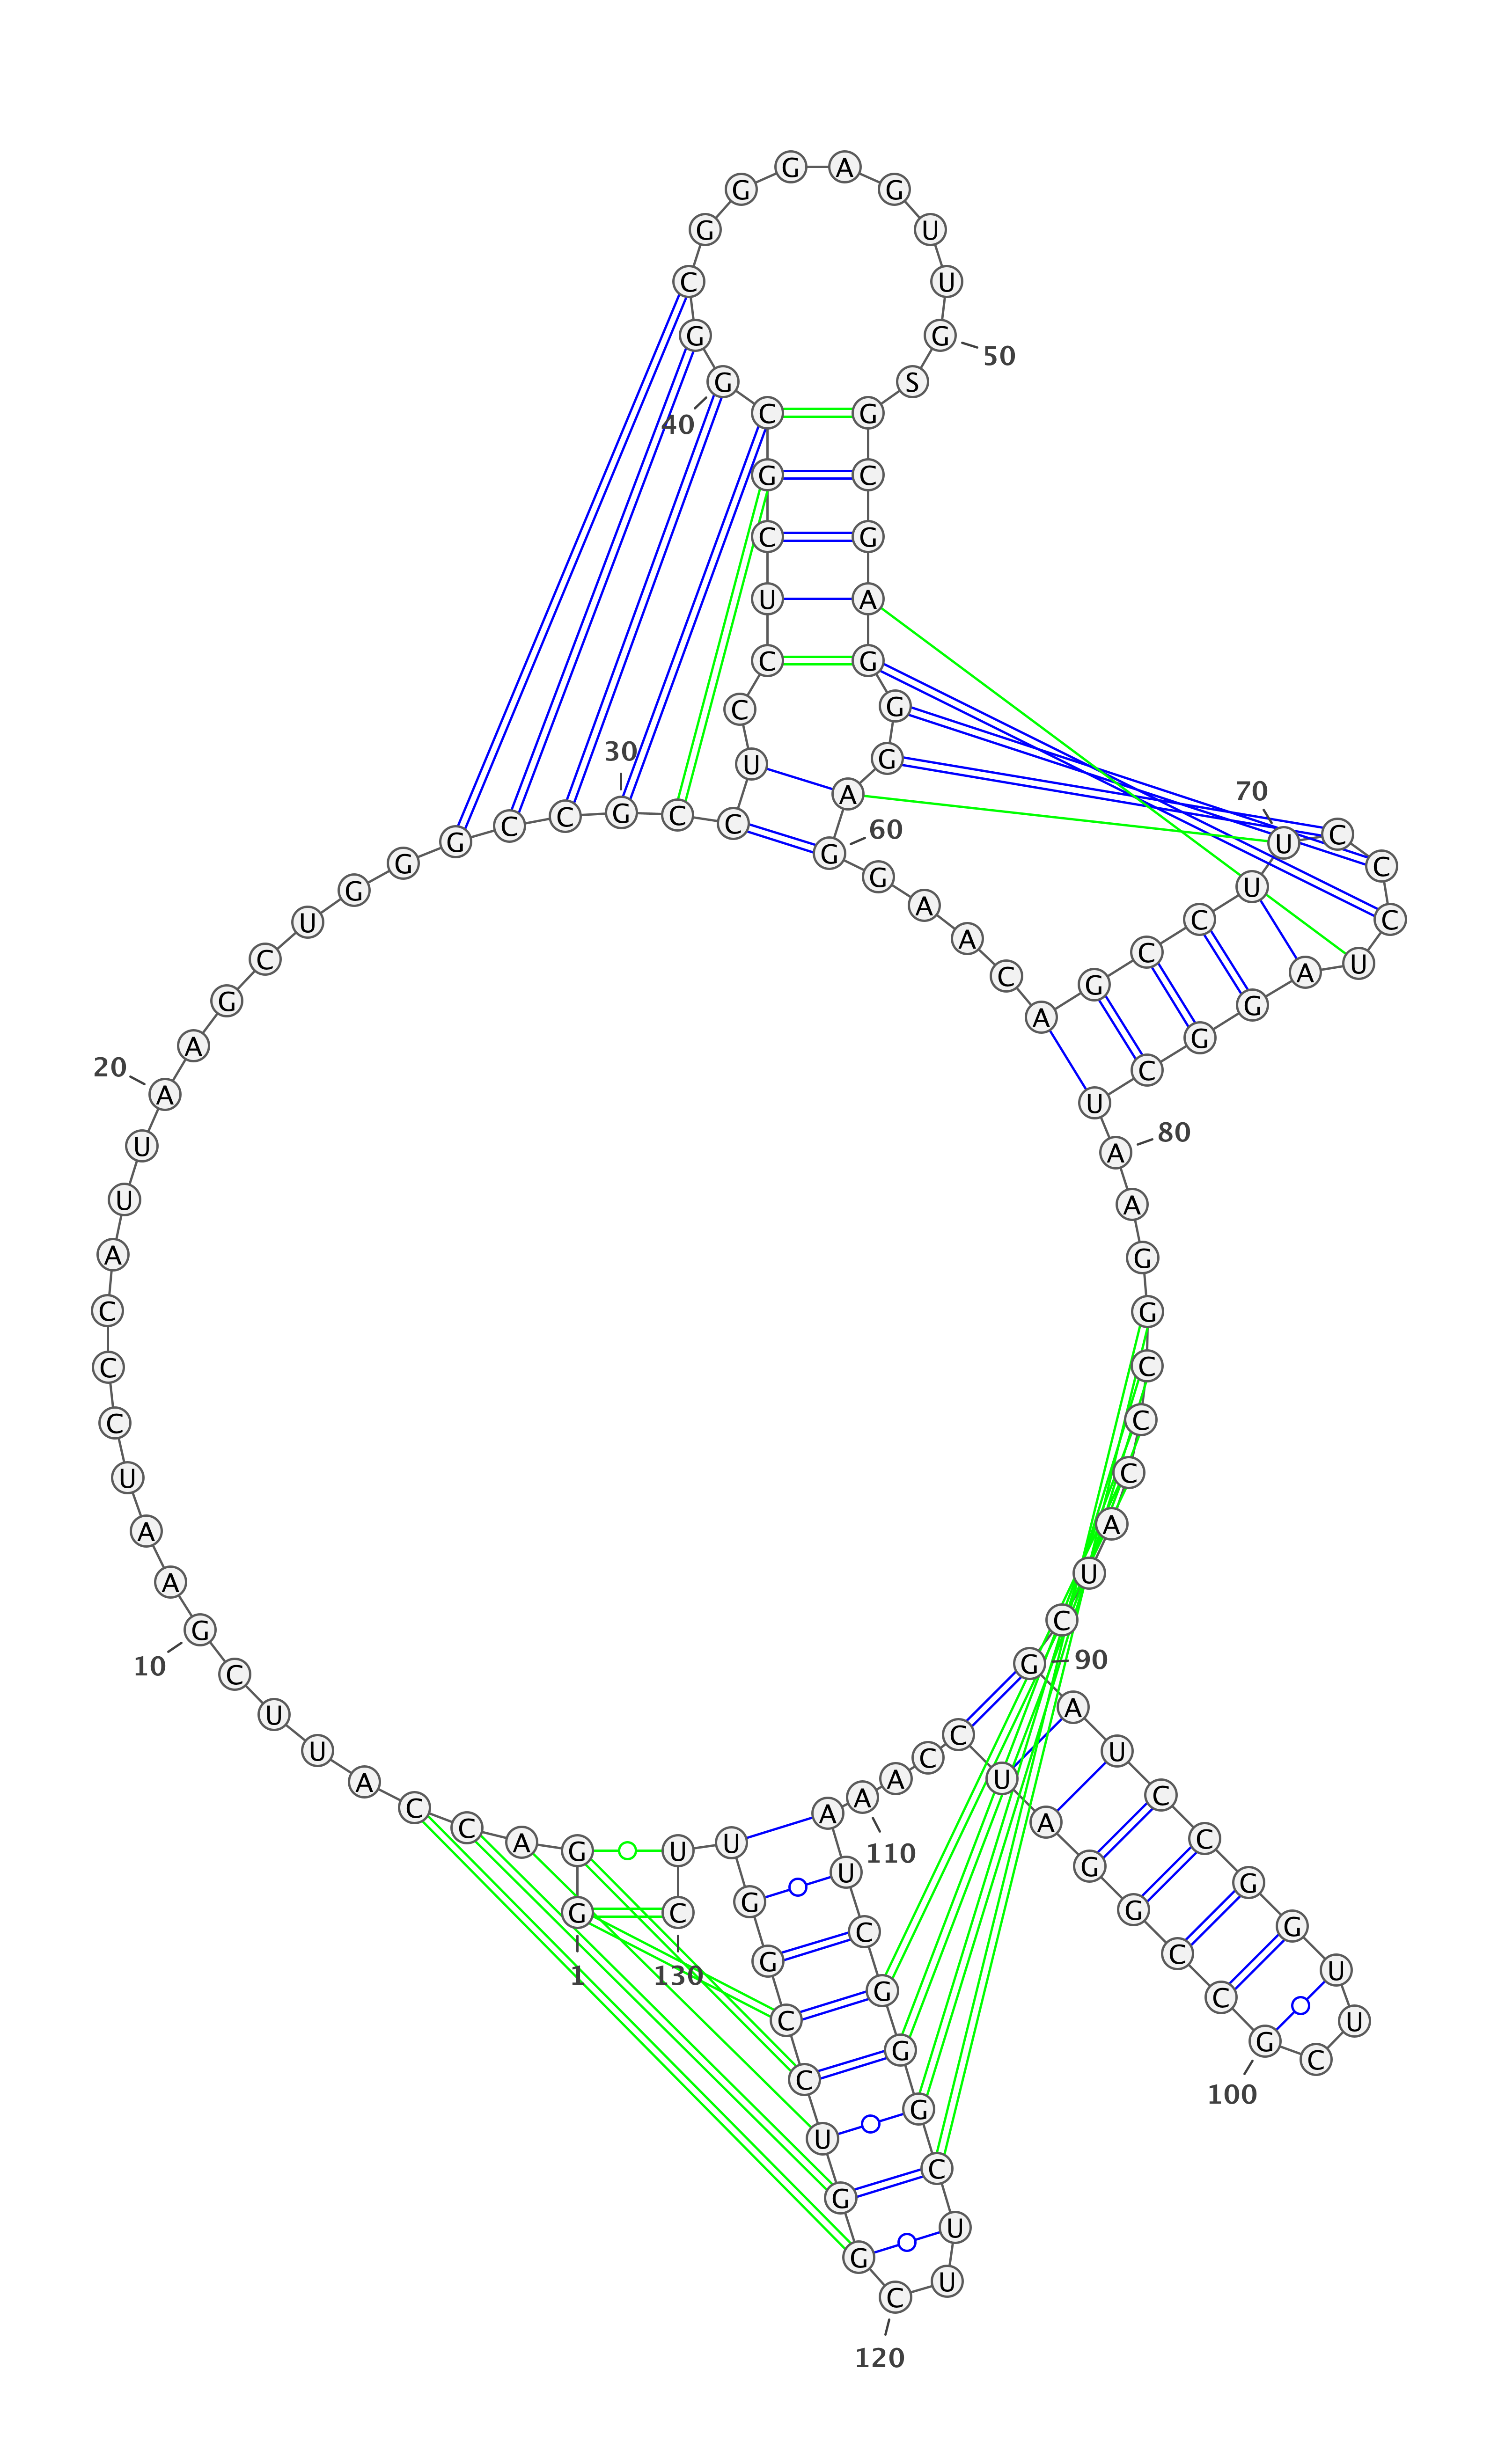 G G A C C A U U C G
1
10
A A U C C C A U U A
20
A G C U G G G C C G
30
C C U C C U C G C G
40
G C G G G A G U U G
50
S G C G A G G G A G
60
G A A C A G C C U U
70
C C C U A G G C U A
80
A G G C C C A U C G
90
A U C C G G U U C G
100
C C G G A U C C A A
110
A U C G G G C U U C
120
G G U C C G G U U C
130